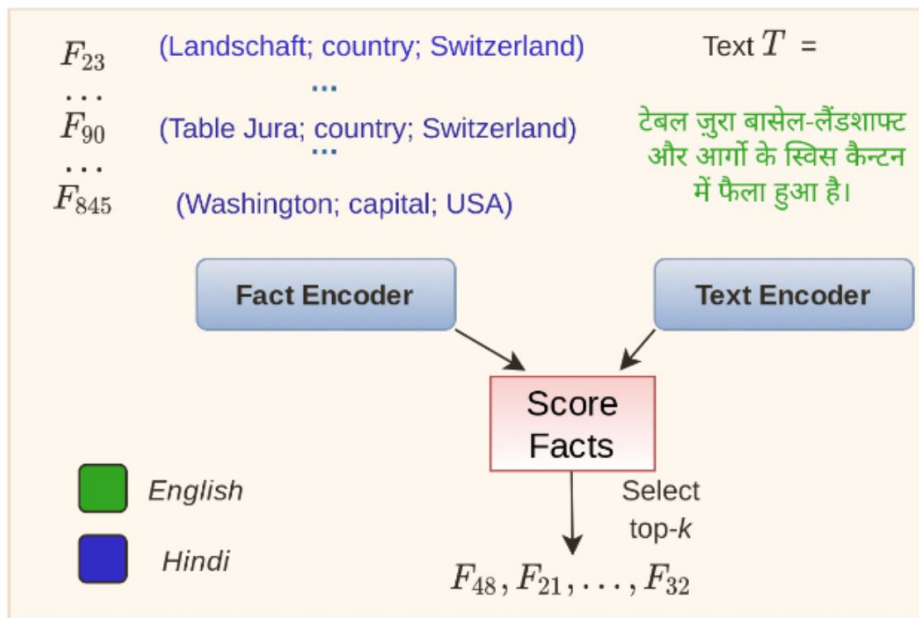 F₂₃ (Landschaft; country; Switzerland) Text T =
... ...
F₉₀ (Table Jura; country; Switzerland) टेबल ज़ुरा बासेल-लैंडशाफ्ट
... ... और आर्गो के स्विस कैन्टन
F₈₄₅ (Washington; capital; USA) में फैला हुआ है।
Fact Encoder Text Encoder
Score
Facts
English Select
top-k
Hindi
F₄₈, F₂₁, ..., F₃₂